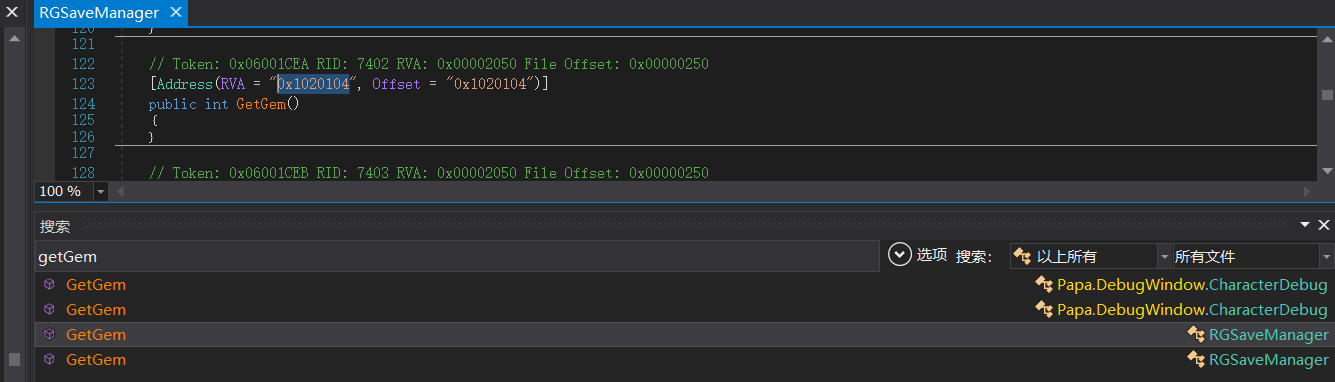 RGSaveManager
120 }
121
122 // Token: 0x06001CEA RID: 7402 RVA: 0x00002050 File Offset: 0x00000250
123 [Address(RVA = "0x1020104", Offset = "0x1020104")]
124 public int GetGem()
125 {
126 }
127
128 // Token: 0x06001CEB RID: 7403 RVA: 0x00002050 File Offset: 0x00000250
100 %
搜索
getGem 选项 搜索: 以上所有 所有文件
GetGem Papa.DebugWindow.CharacterDebug
GetGem Papa.DebugWindow.CharacterDebug
GetGem RGSaveManager
GetGem RGSaveManager